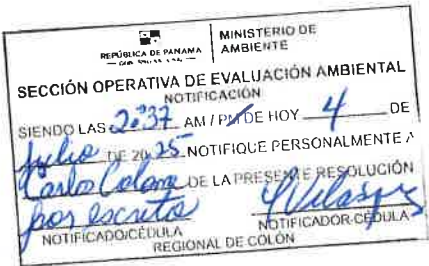 REPÚBLICA DE PANAMÁ
MINISTERIO DE
AMBIENTE
SECCIÓN OPERATIVA DE EVALUACIÓN AMBIENTAL
NOTIFICACIÓN
SIENDO LAS 2:37 AM / PM DE HOY 4 DE
Julio DE 20 25 NOTIFIQUE PERSONALMENTE A
Carlos DE LA PRESENTE RESOLUCIÓN
por escrito
NOTIFICADO/CÉDULA NOTIFICADOR-CÉDULA
REGIONAL DE COLÓN